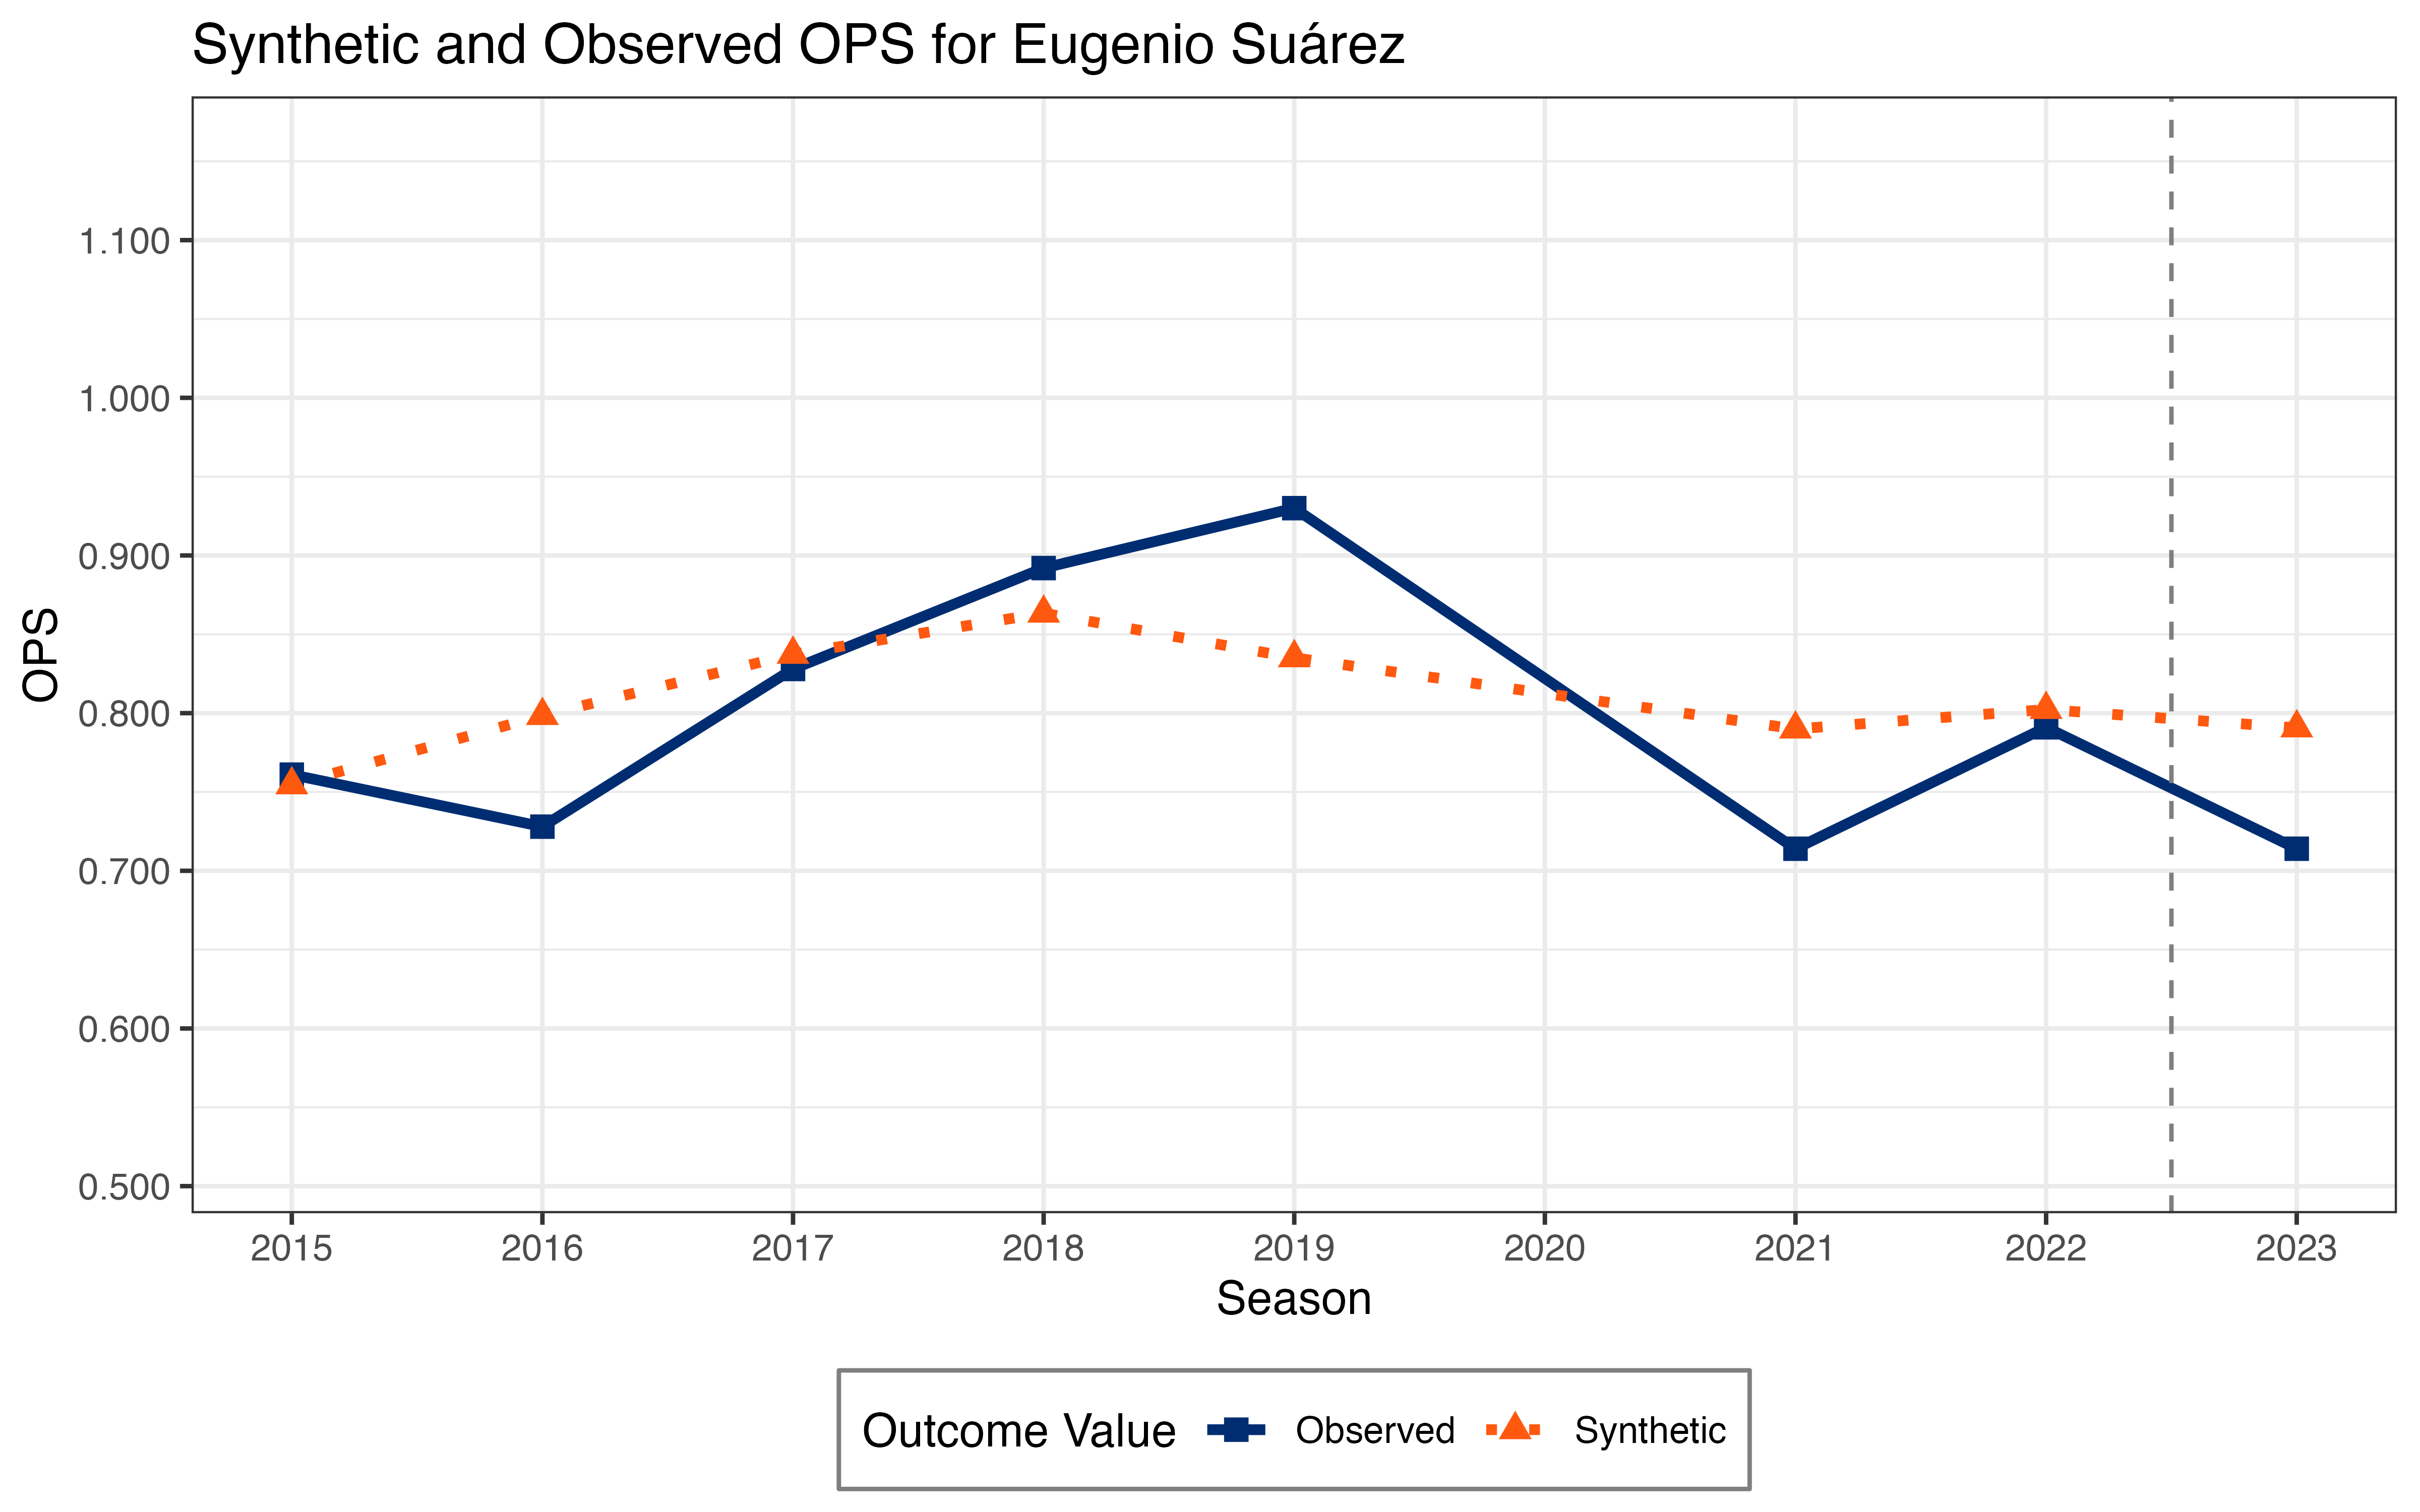 Synthetic and Observed OPS for Eugenio Suárez
OPS
1.100
1.000
0.900
0.800
0.700
0.600
0.500
2015 2016 2017 2018 2019 2020 2021 2022 2023
Season
Outcome Value Observed Synthetic